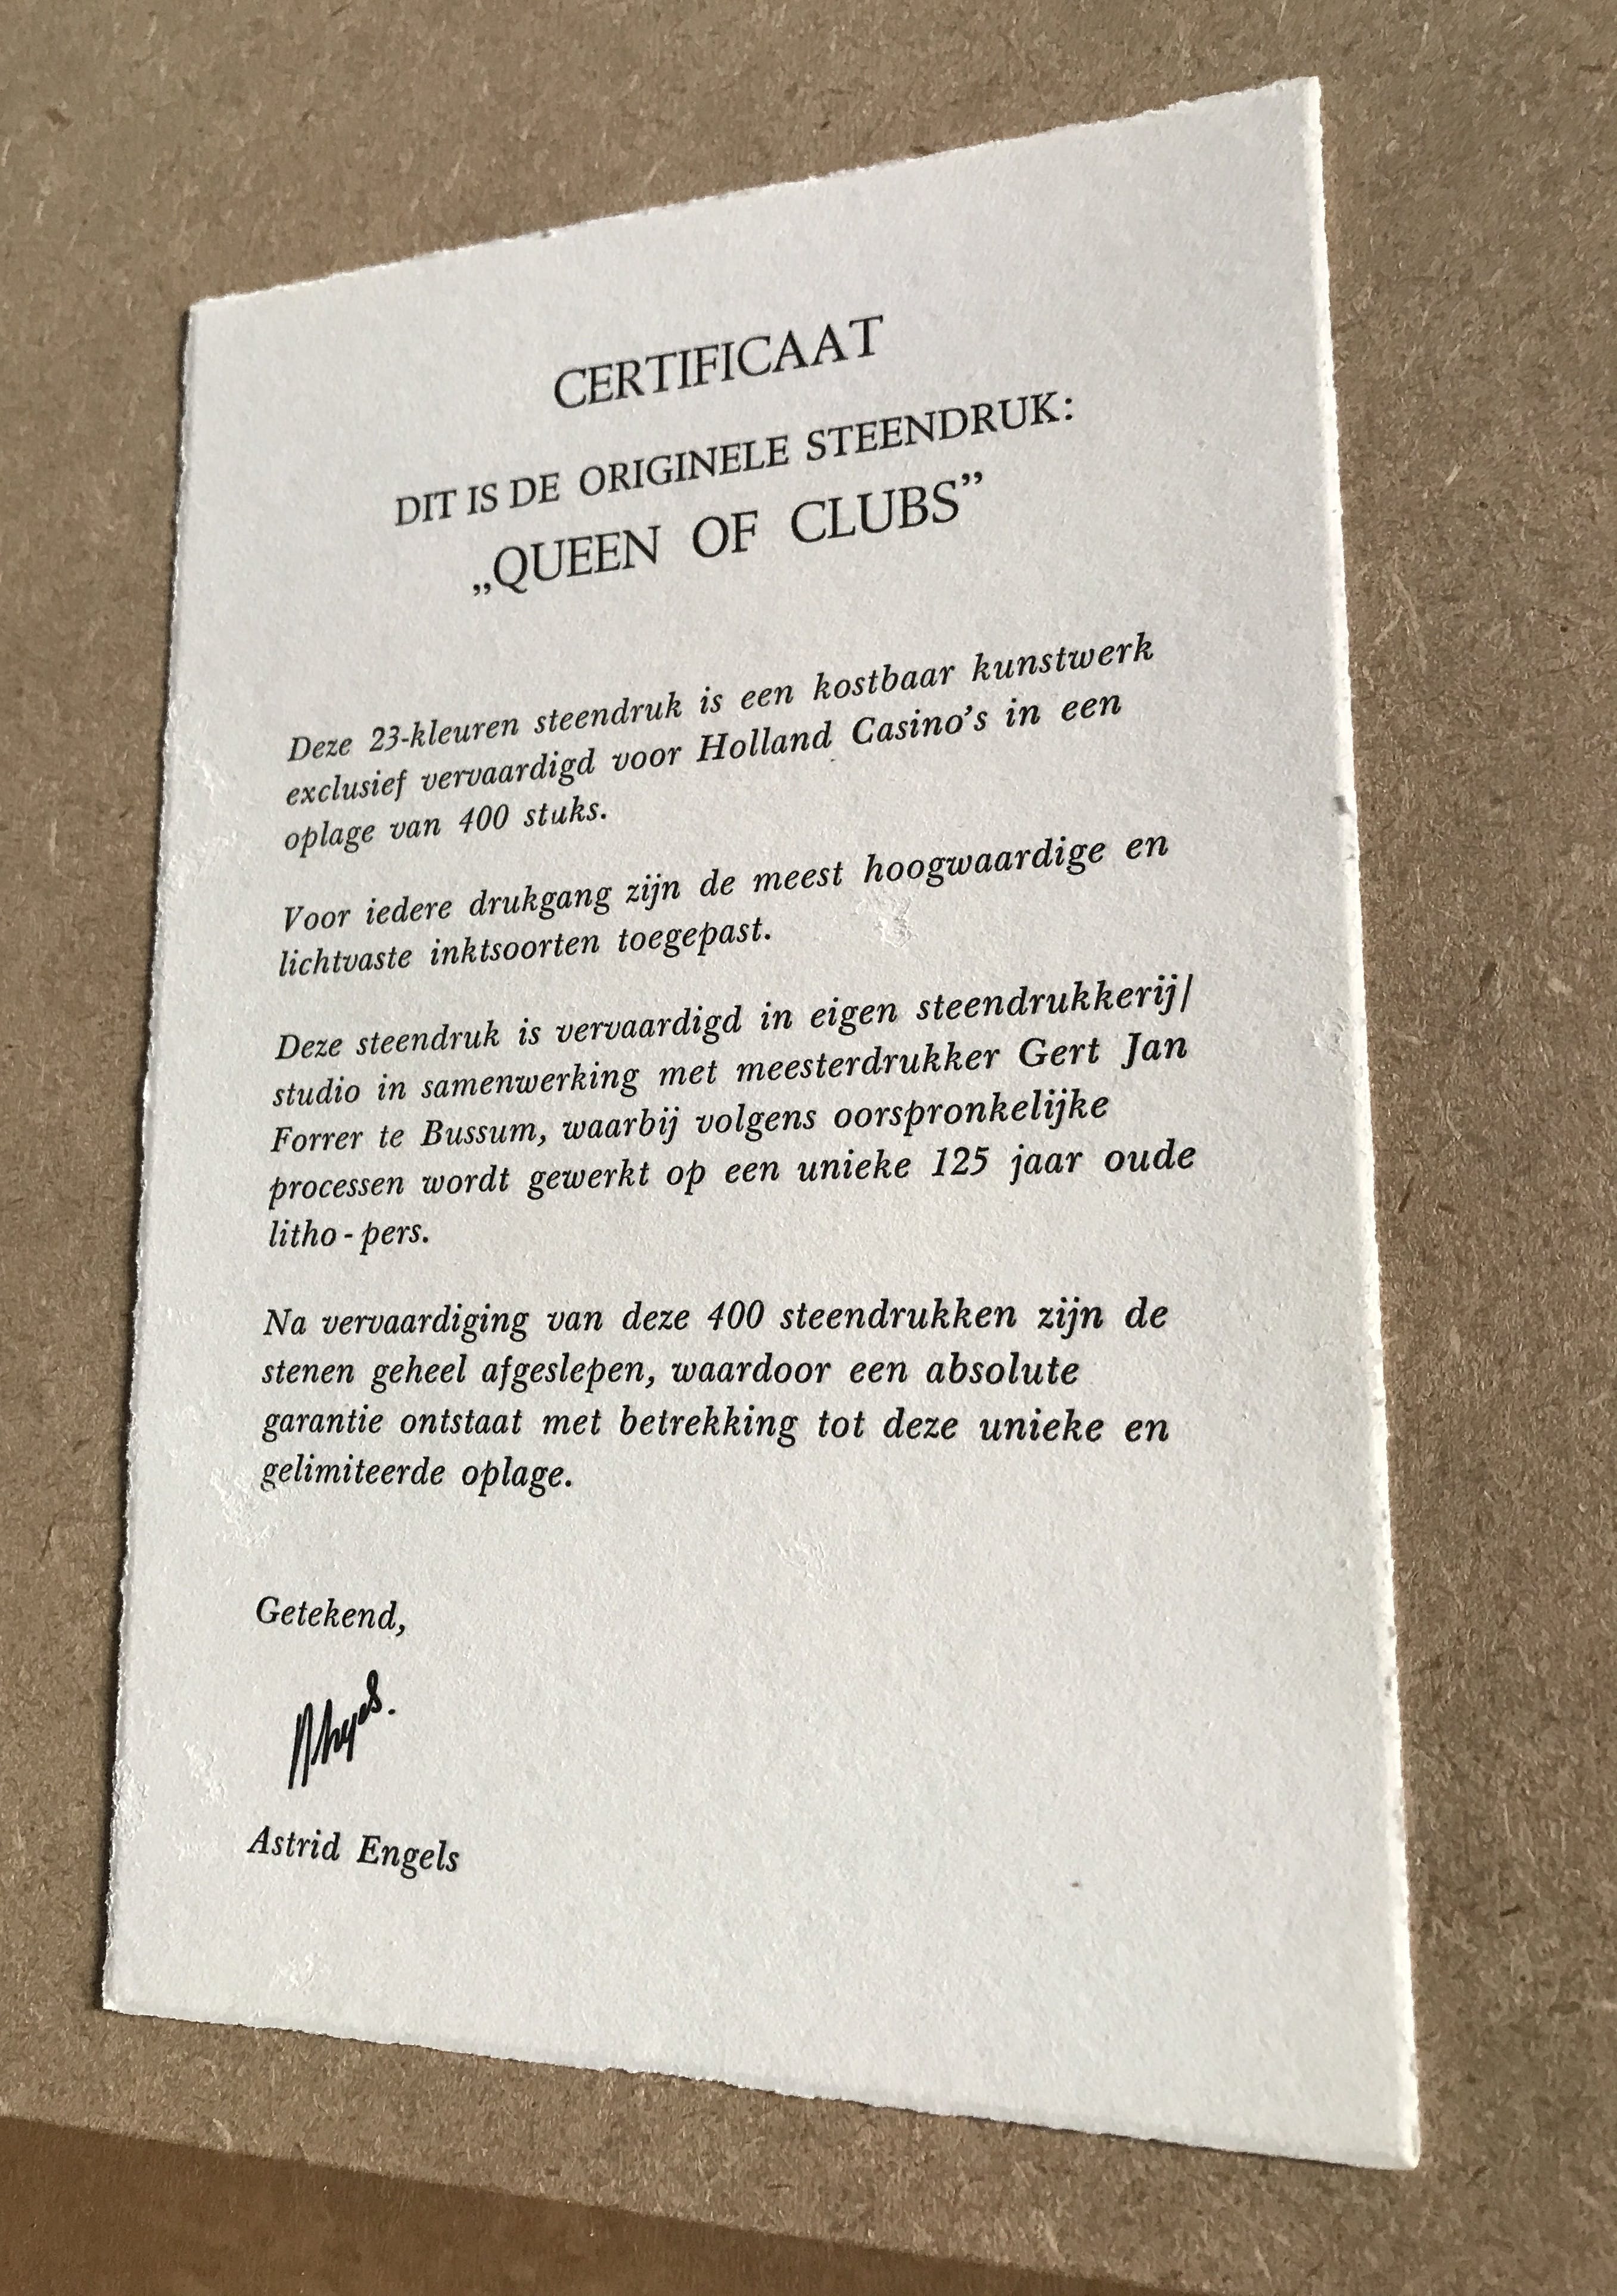 CERTIFICAAT
DIT IS DE ORIGINELE STEENDRUK:
„QUEEN OF CLUBS”
Deze 23-kleuren steendruk is een kostbaar kunstwerk
exclusief vervaardigd voor Holland Casino’s in een
oplage van 400 stuks.
Voor iedere drukgang zijn de meest hoogwaardige en
lichtvaste inktsoorten toegepast.
Deze steendruk is vervaardigd in eigen steendrukkerij/
studio in samenwerking met meesterdrukker Gert Jan
Forrer te Bussum, waarbij volgens oorspronkelijke
processen wordt gewerkt op een unieke 125 jaar oude
litho-pers.
Na vervaardiging van deze 400 steendrukken zijn de
stenen geheel afgeslepen, waardoor een absolute
garantie ontstaat met betrekking tot deze unieke en
gelimiteerde oplage.
Getekend,
Astrid Engels